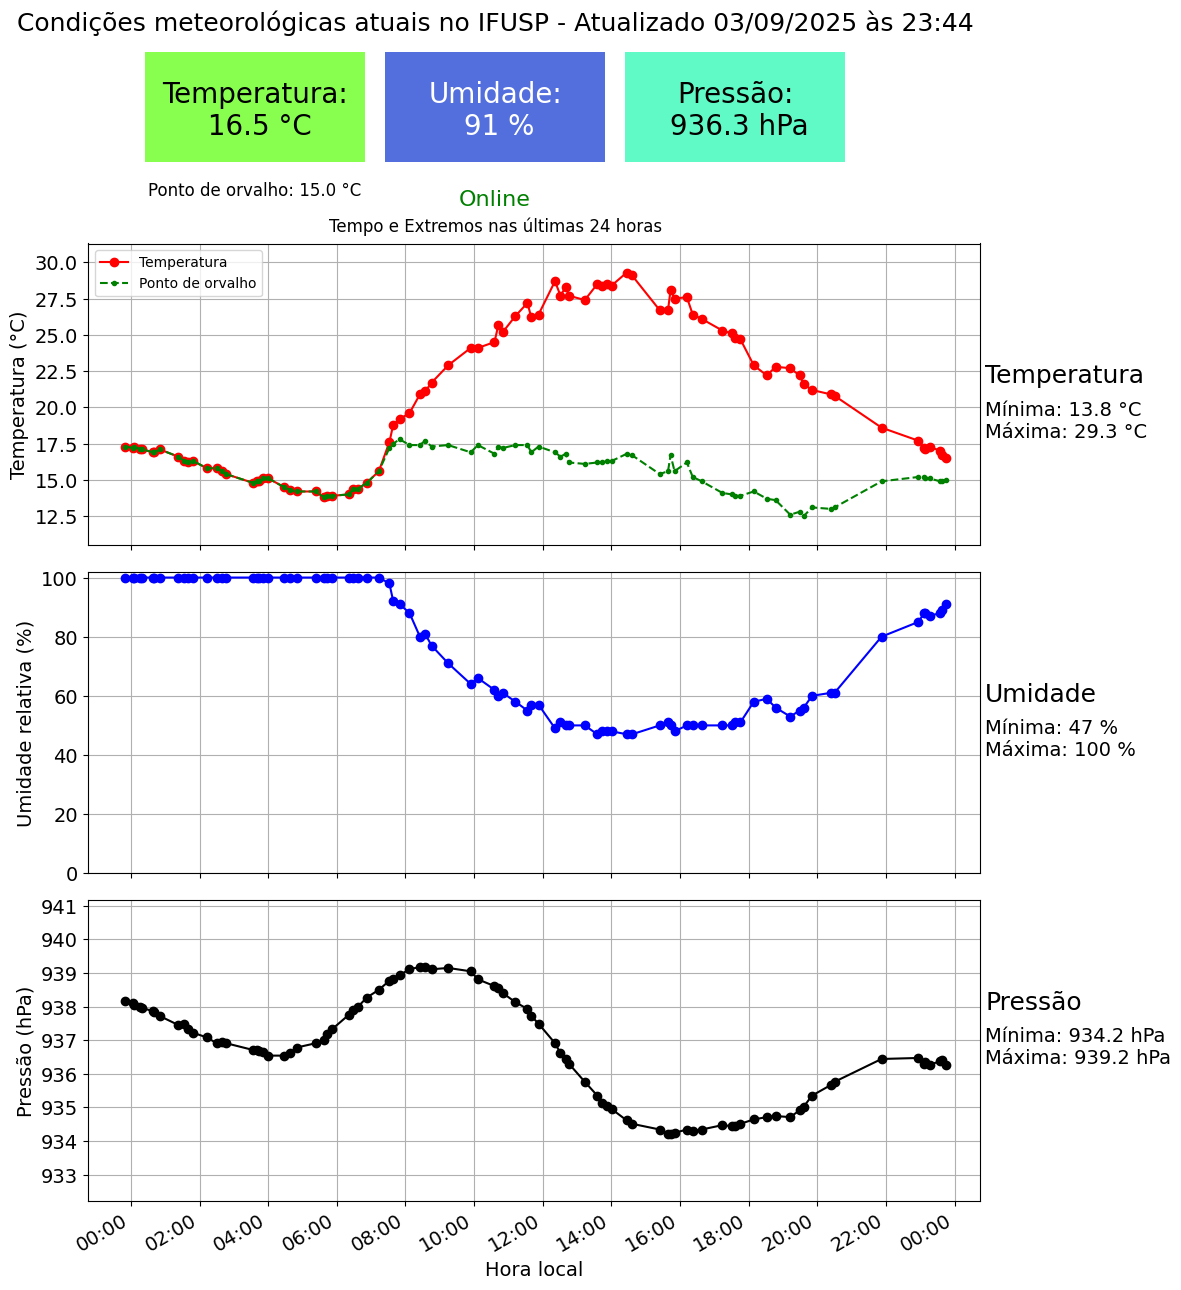 Condições meteorológicas atuais no IFUSP - Atualizado 03/09/2025 às 23:44
Temperatura:
16.5 °C
Umidade:
91 %
Pressão:
936.3 hPa
Ponto de orvalho: 15.0 °C
Online
Tempo e Extremos nas últimas 24 horas
Temperatura (°C)
30.0
27.5
25.0
22.5
20.0
17.5
15.0
12.5
Temperatura
Ponto de orvalho
Temperatura
Mínima: 13.8 °C
Máxima: 29.3 °C
Umidade relativa (%)
100
80
60
40
20
0
Umidade
Mínima: 47 %
Máxima: 100 %
Pressão (hPa)
941
940
939
938
937
936
935
934
933
Pressão
Mínima: 934.2 hPa
Máxima: 939.2 hPa
00:00 02:00 04:00 06:00 08:00 10:00 12:00 14:00 16:00 18:00 20:00 22:00 00:00
Hora local